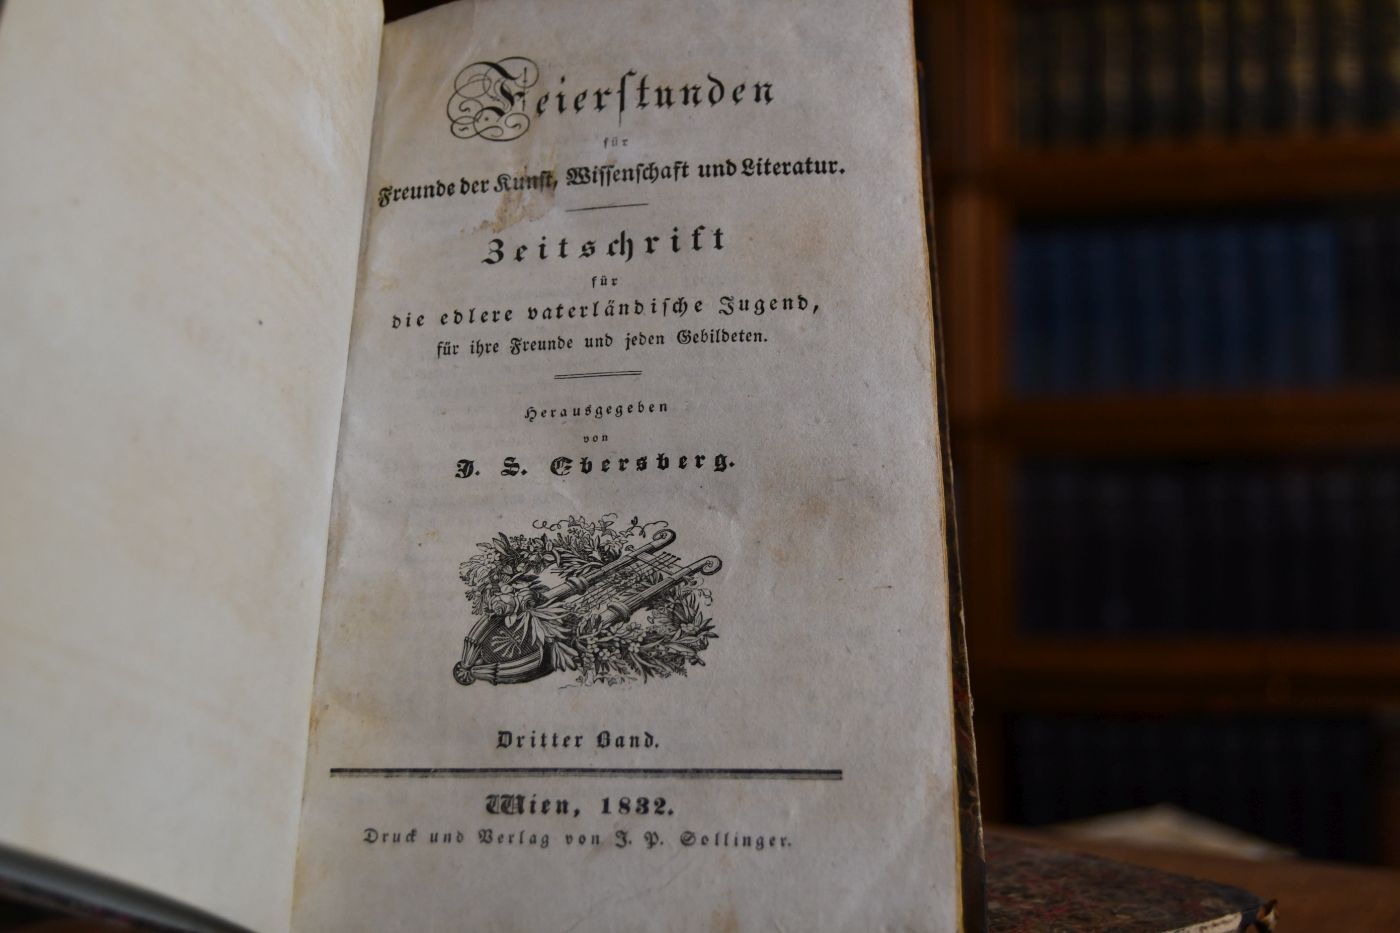 Feierſtunden
für
Freunde der Kunſt, Wiſſenſchaft und Literatur.
Zeitschrift
für
die edlere vaterländiſche Jugend,
für ihre Freunde und jeden Gebildeten.
Herausgegeben
von
J. S. Ebersberg.
Dritter Band.
Wien, 1832.
Druck und Verlag von J. P. Sollinger.